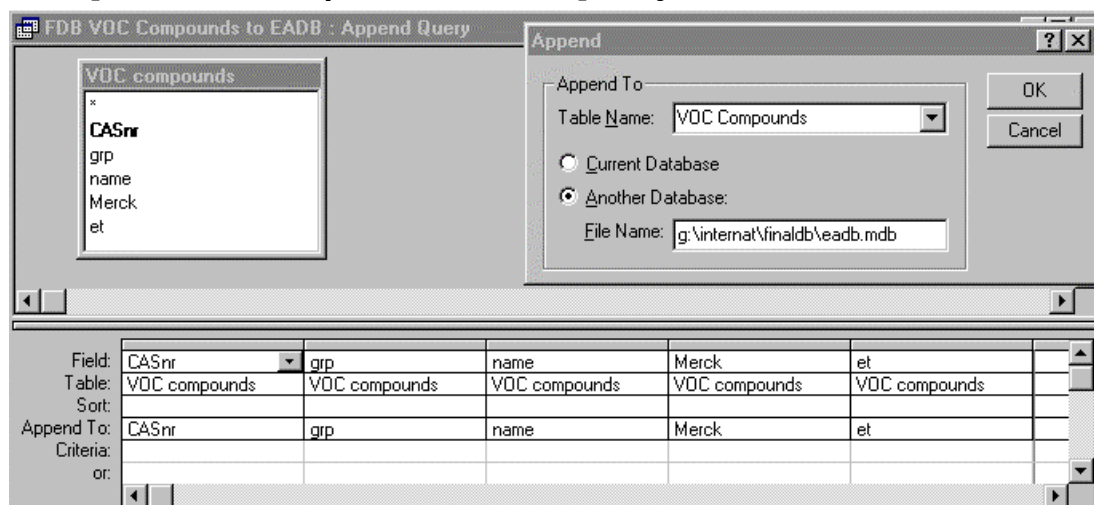 FDB VOC Compounds to EADB : Append Query
VOC compounds
*
CASnr
grp
name
Merck
et
Append
Append To
Table Name: VOC Compounds
Current Database
Another Database:
File Name: g:\internat\finaldb\eadb.mdb
OK
Cancel
Field: CASnr grp name Merck et
Table: VOC compounds VOC compounds VOC compounds VOC compounds VOC compounds
Sort:
Append To: CASnr grp name Merck et
Criteria:
or: